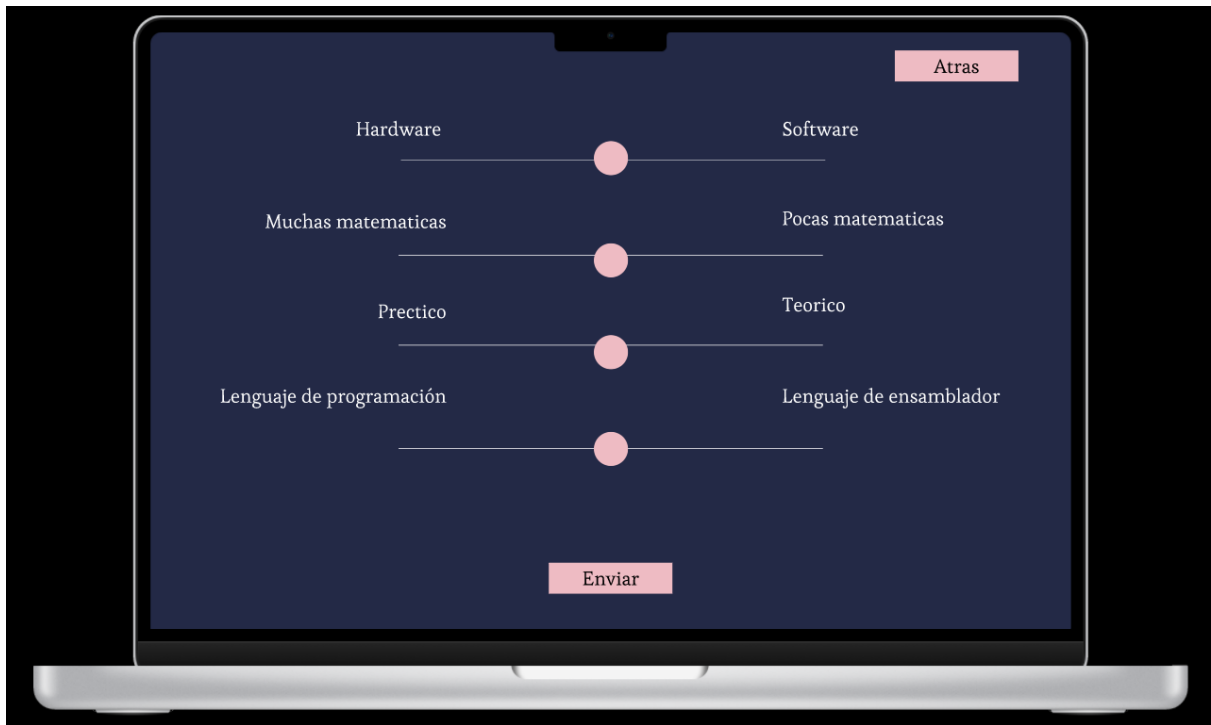 Atras
Hardware
Software
Muchas matematicas
Pocas matematicas
Prectico
Teorico
Lenguaje de programación
Lenguaje de ensamblador
Enviar